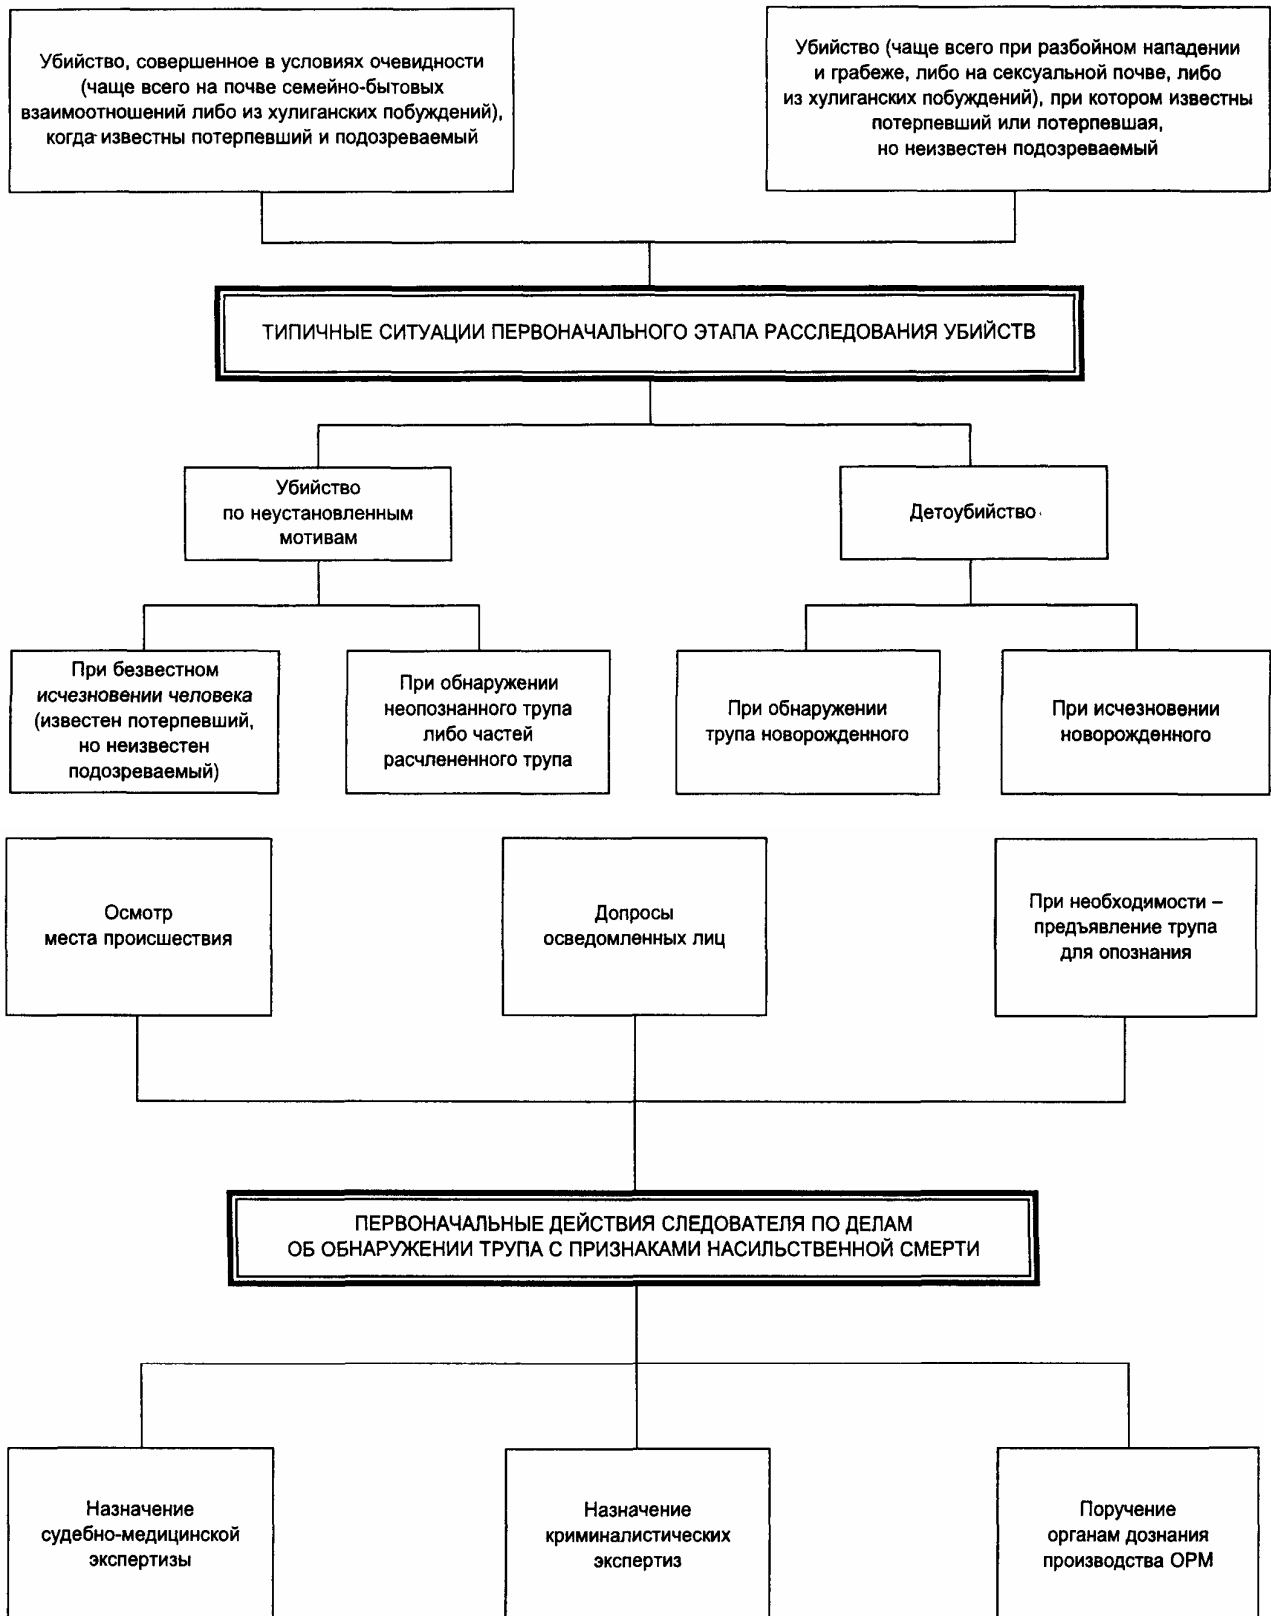 Убийство, совершенное в условиях очевидности
(чаще всего на почве семейно-бытовых
взаимоотношений либо из хулиганских побуждений),
когда известны потерпевший и подозреваемый
Убийство (чаще всего при разбойном нападении
и грабеже, либо на сексуальной почве, либо
из хулиганских побуждений), при котором известны
потерпевший или потерпевшая,
но неизвестен подозреваемый
ТИПИЧНЫЕ СИТУАЦИИ ПЕРВОНАЧАЛЬНОГО ЭТАПА РАССЛЕДОВАНИЯ УБИЙСТВ
Убийство
по неустановленным
мотивам
Детоубийство
При безвестном
исчезновении человека
(известен потерпевший,
но неизвестен
подозреваемый)
При обнаружении
неопознанного трупа
либо частей
расчлененного трупа
При обнаружении
трупа новорожденного
При исчезновении
новорожденного
Осмотр
места происшествия
Допросы
осведомленных лиц
При необходимости –
предъявление трупа
для опознания
ПЕРВОНАЧАЛЬНЫЕ ДЕЙСТВИЯ СЛЕДОВАТЕЛЯ ПО ДЕЛАМ
ОБ ОБНАРУЖЕНИИ ТРУПА С ПРИЗНАКАМИ НАСИЛЬСТВЕННОЙ СМЕРТИ
Назначение
судебно-медицинской
экспертизы
Назначение
криминалистических
экспертиз
Поручение
органам дознания
производства ОРМ